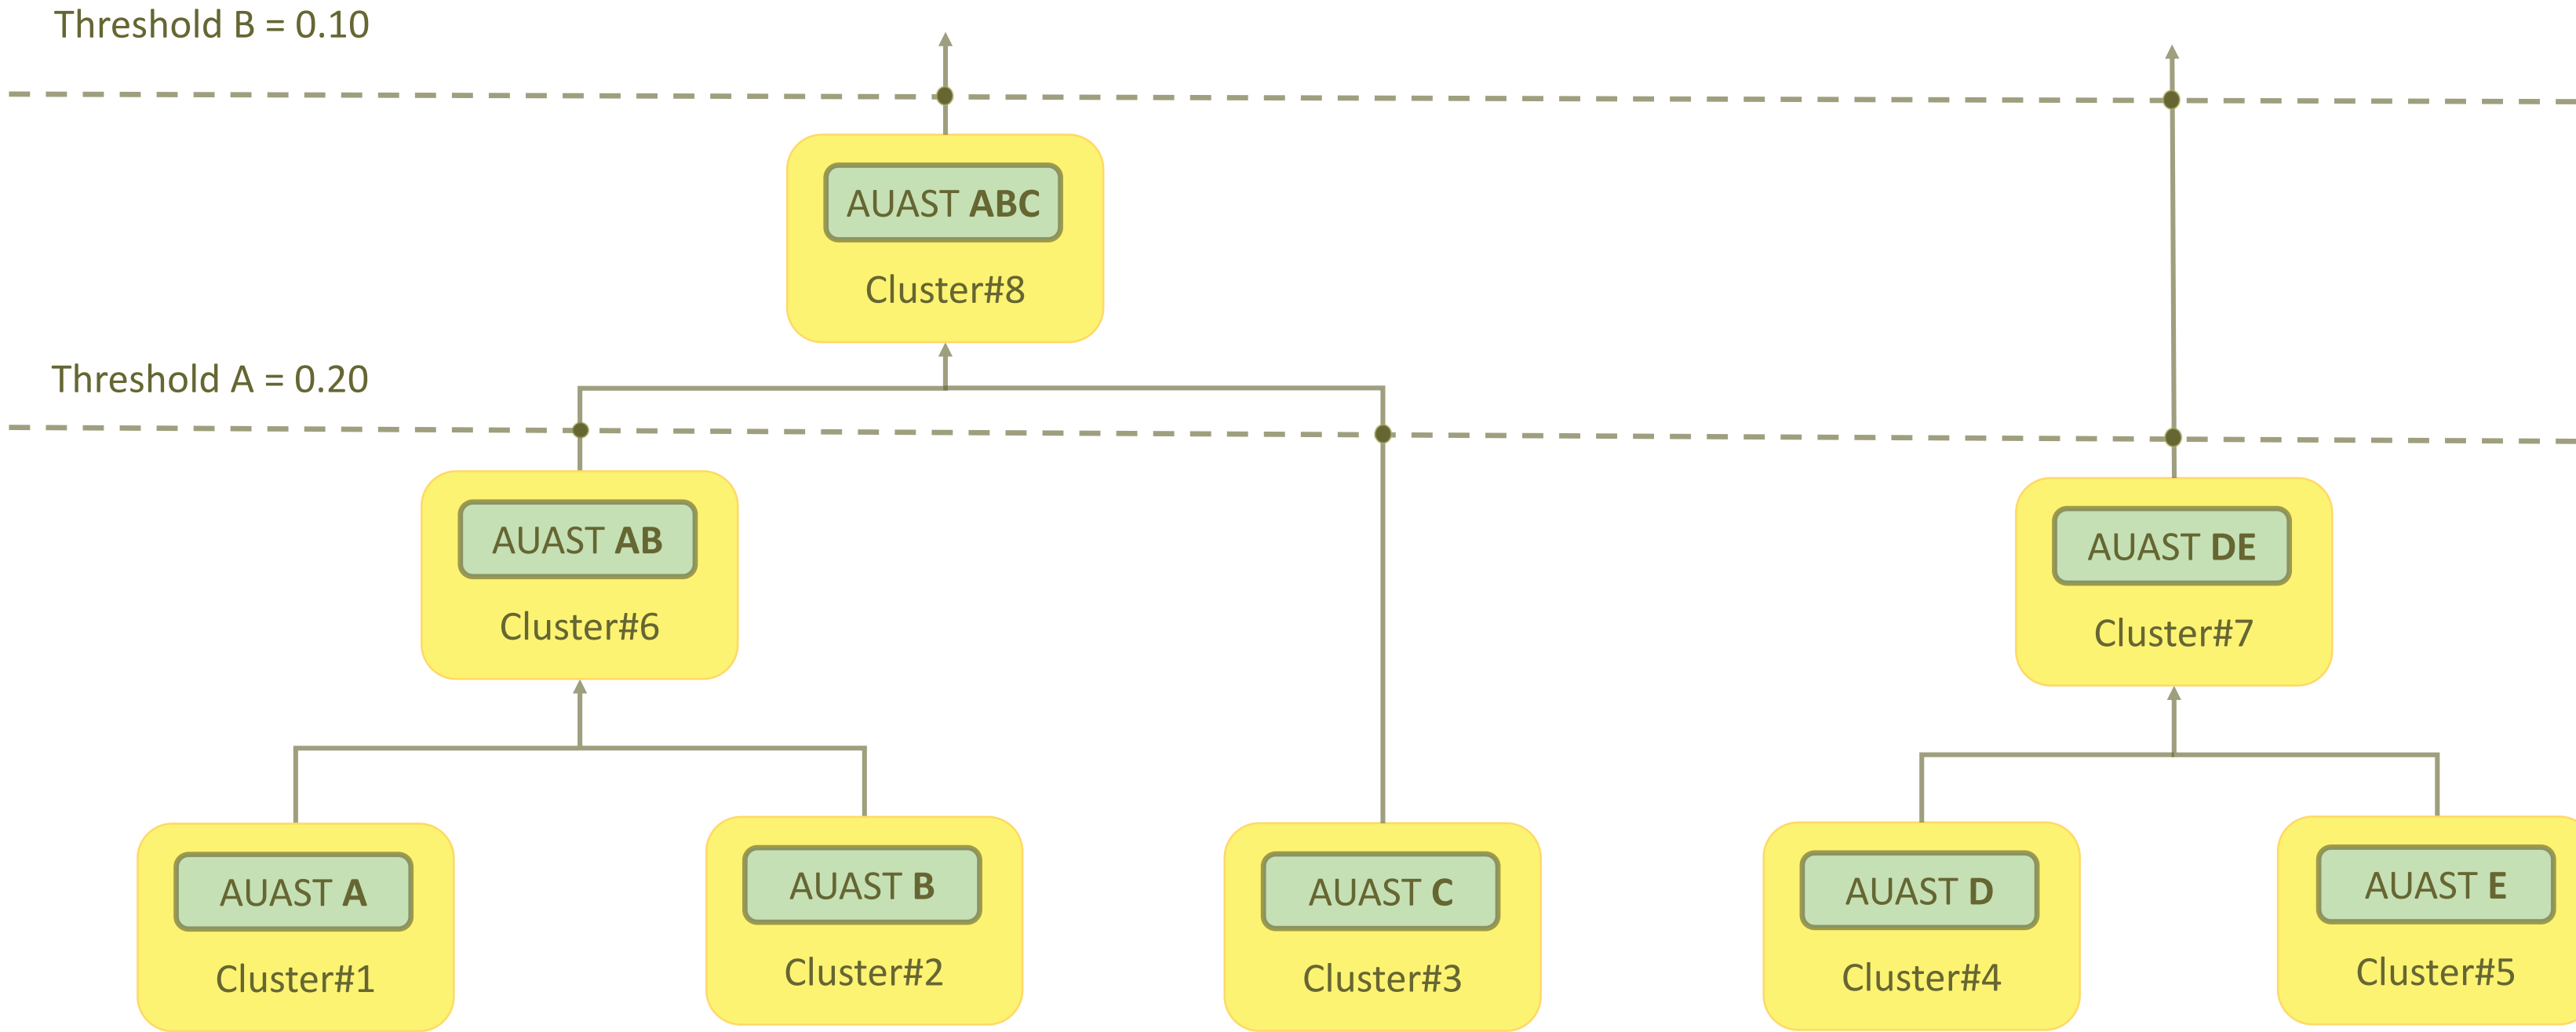 Threshold B = 0.10
AUAST ABC
Cluster#8
Threshold A = 0.20
AUAST AB
Cluster#6
AUAST DE
Cluster#7
AUAST A
Cluster#1
AUAST B
Cluster#2
AUAST C
Cluster#3
AUAST D
Cluster#4
AUAST E
Cluster#5